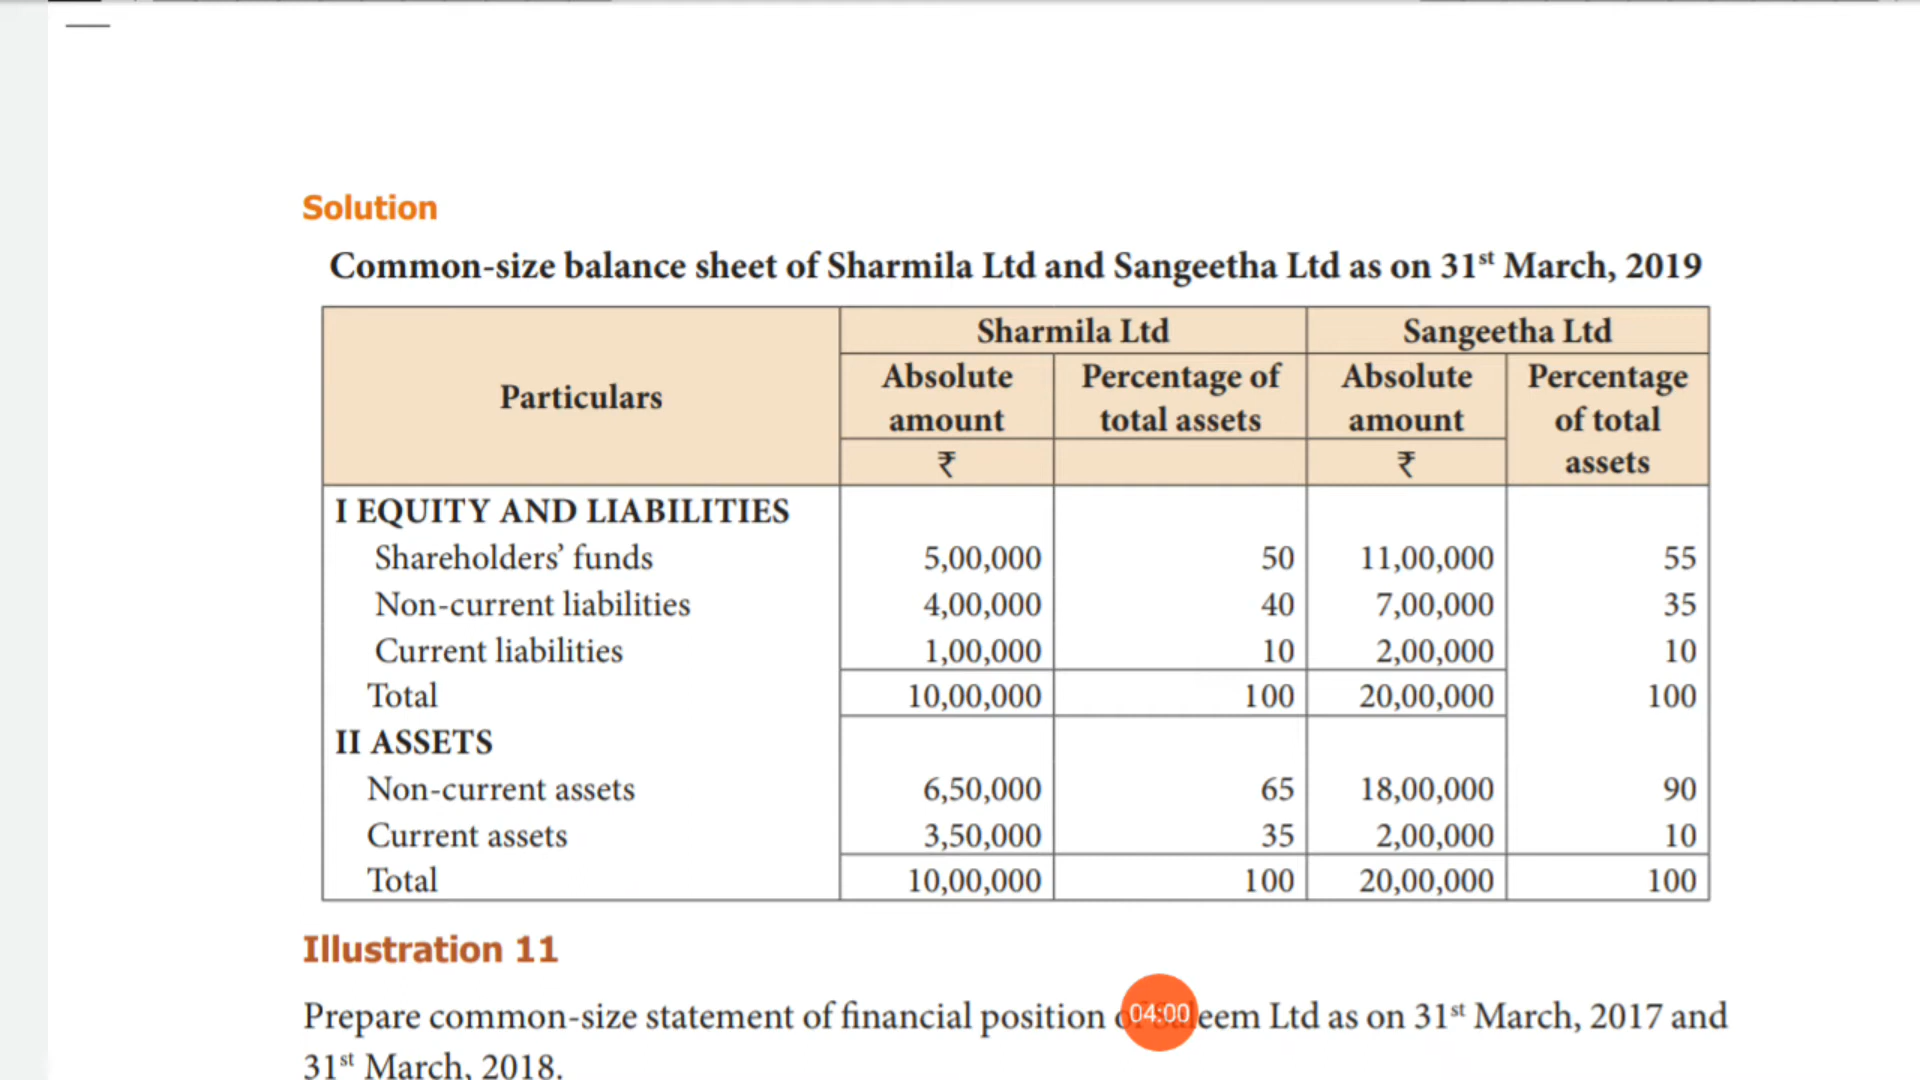 Solution
Common-size balance sheet of Sharmila Ltd and Sangeetha Ltd as on 31st March, 2019
Particulars Sharmila Ltd Sangeetha Ltd
Absolute amount Percentage of total assets Absolute amount Percentage of total assets
₹ ₹
I EQUITY AND LIABILITIES
Shareholders’ funds 5,00,000 50 11,00,000 55
Non-current liabilities 4,00,000 40 7,00,000 35
Current liabilities 1,00,000 10 2,00,000 10
Total 10,00,000 100 20,00,000 100
II ASSETS
Non-current assets 6,50,000 65 18,00,000 90
Current assets 3,50,000 35 2,00,000 10
Total 10,00,000 100 20,00,000 100
Illustration 11
Prepare common-size statement of financial position 04:00 Ltd as on 31st March, 2017 and
31st March, 2018.